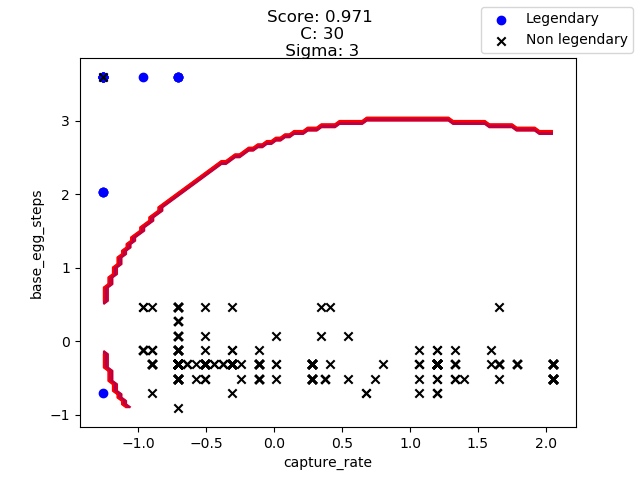 Score: 0.971
C: 30
Sigma: 3
Legendary
Non legendary
base_egg_steps
3
2
1
0
−1
−1.0
−0.5
0.0
0.5
1.0
1.5
2.0
capture_rate